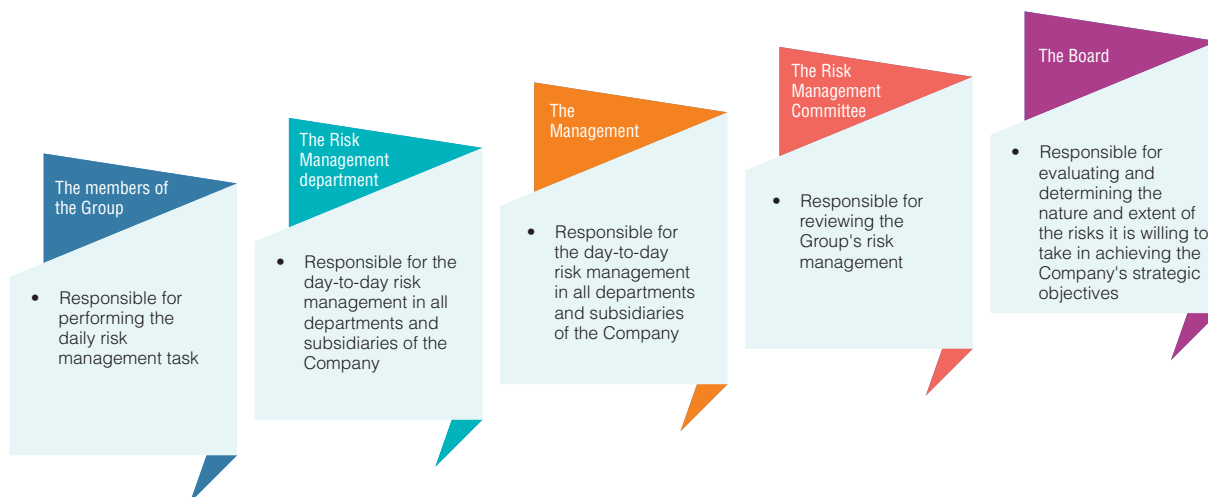 The members of
the Group
• Responsible for
performing the
daily risk
management task
The Risk
Management
department
• Responsible for the
day-to-day risk
management in all
departments and
subsidiaries of the
Company
The
Management
• Responsible for
the day-to-day
risk management
in all departments
and subsidiaries
of the Company
The Risk
Management
Committee
• Responsible for
reviewing the
Group's risk
management
The Board
• Responsible for
evaluating and
determining the
nature and extent of
the risks it is willing to
take in achieving the
Company's strategic
objectives